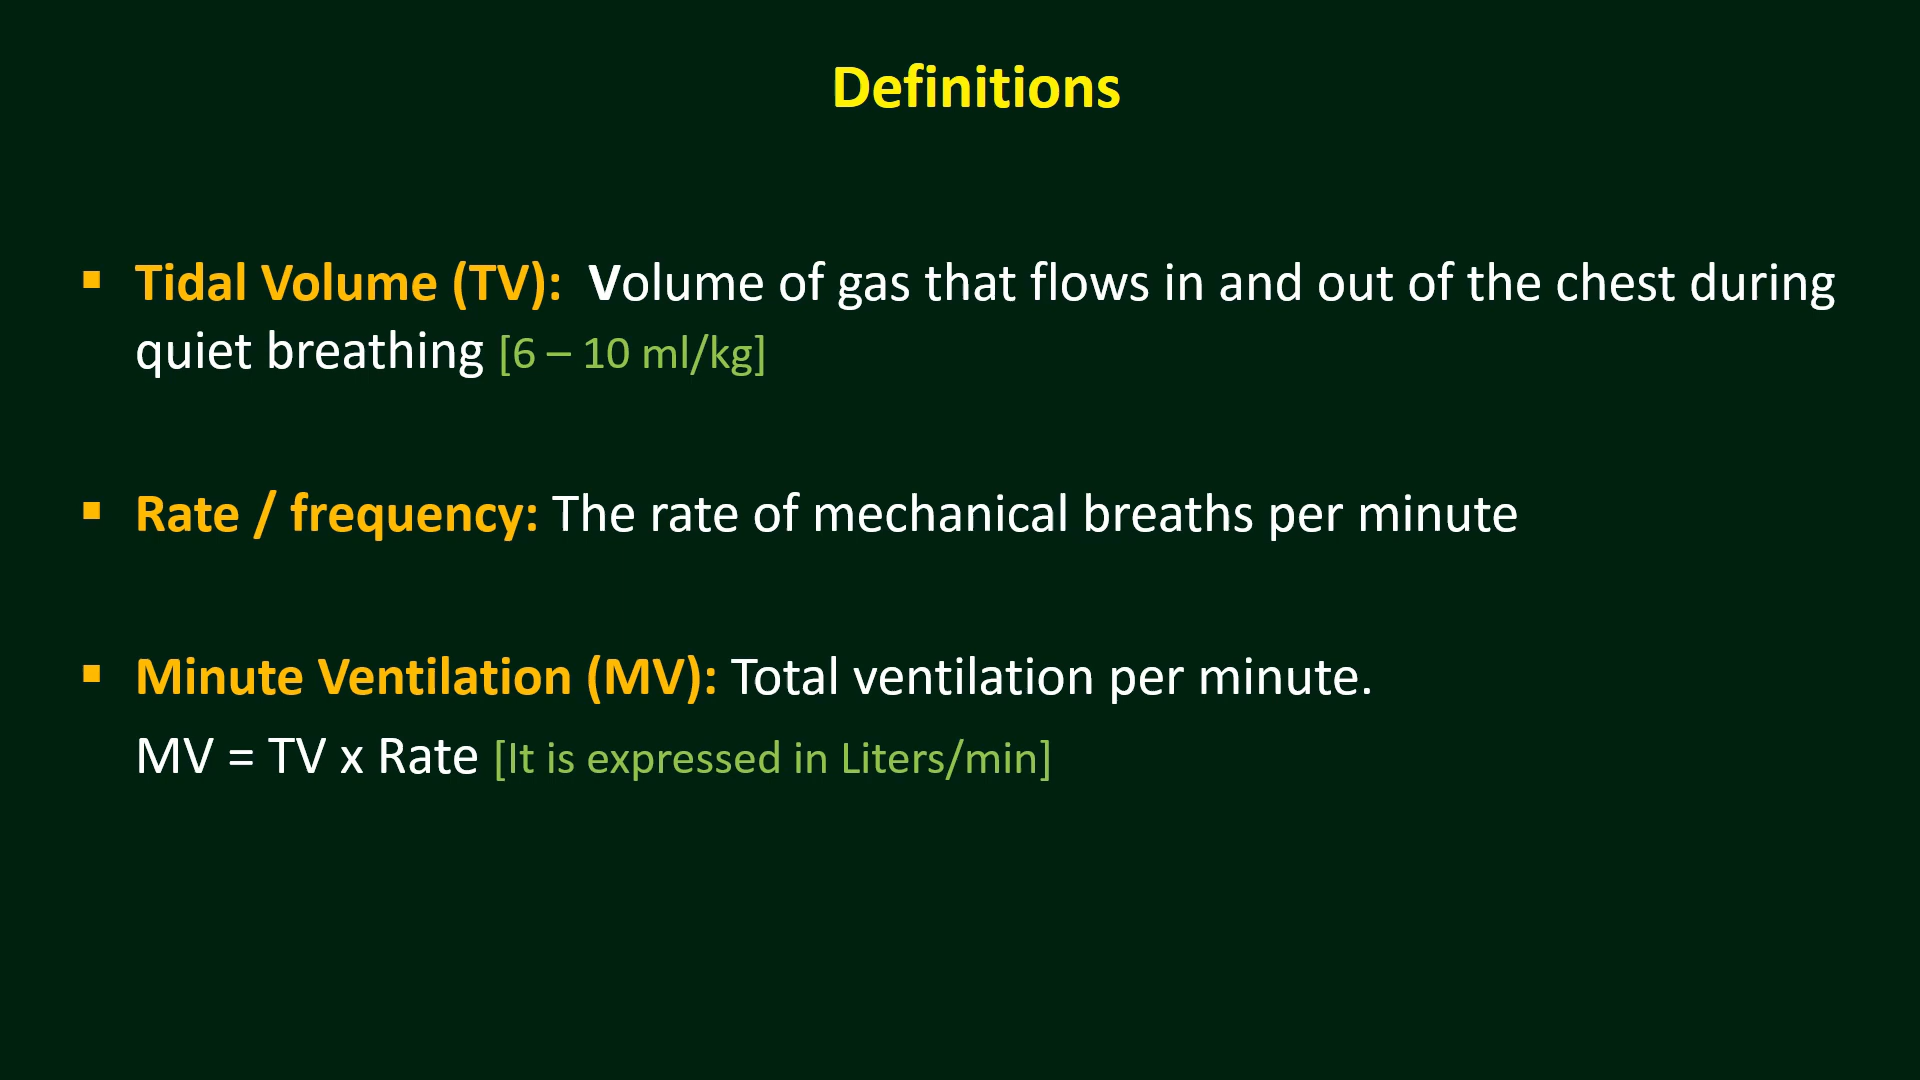 Definitions
▪ Tidal Volume (TV): Volume of gas that flows in and out of the chest during
quiet breathing [6 – 10 ml/kg]
▪ Rate / frequency: The rate of mechanical breaths per minute
▪ Minute Ventilation (MV): Total ventilation per minute.
MV = TV x Rate [It is expressed in Liters/min]